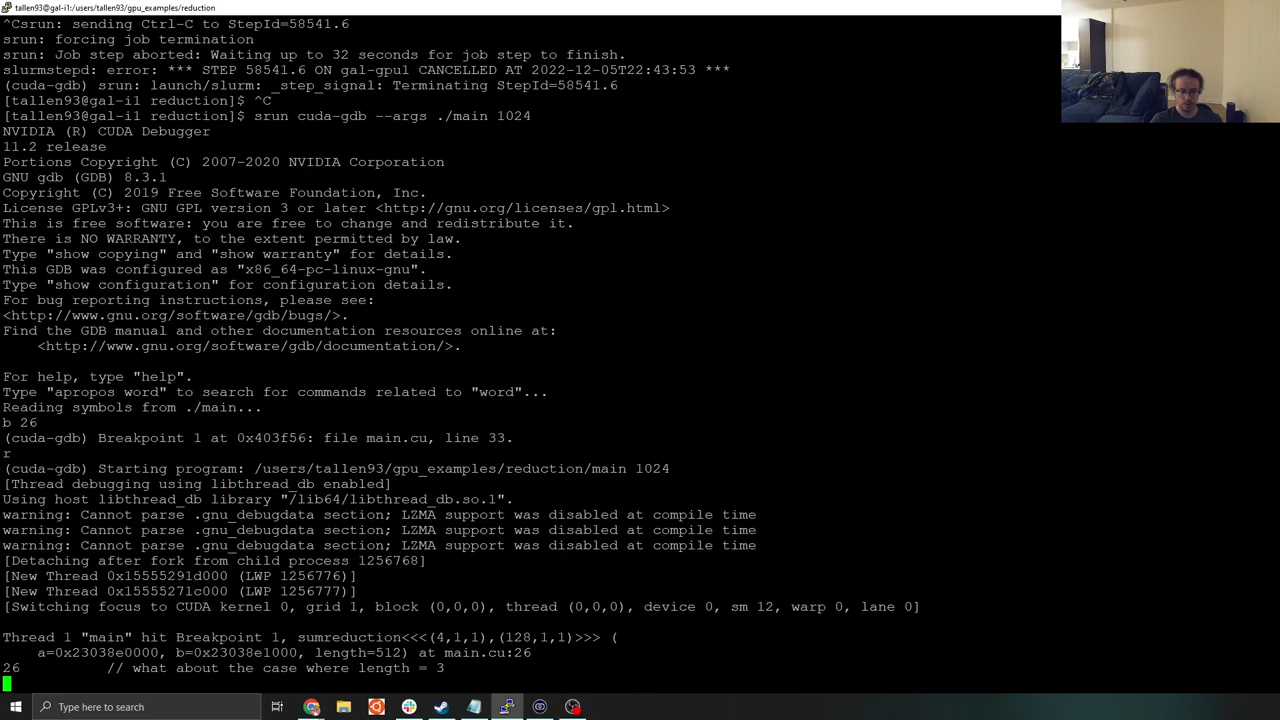 tallen93@gal-i1:/users/tallen93/gpu_examples/reduction
^Csrun: sending Ctrl-C to StepId=58541.6
srun: forcing job termination
srun: Job step aborted: Waiting up to 32 seconds for job step to finish.
slurmstepd: error: *** STEP 58541.6 ON gal-gpu1 CANCELLED AT 2022-12-05T22:43:53 ***
(cuda-gdb) srun: launch/slurm: _step_signal: Terminating StepId=58541.6
[tallen93@gal-i1 reduction]$ ^C
[tallen93@gal-i1 reduction]$ srun cuda-gdb --args ./main 1024
NVIDIA (R) CUDA Debugger
11.2 release
Portions Copyright (C) 2007-2020 NVIDIA Corporation
GNU gdb (GDB) 8.3.1
Copyright (C) 2019 Free Software Foundation, Inc.
License GPLv3+: GNU GPL version 3 or later <http://gnu.org/licenses/gpl.html>
This is free software: you are free to change and redistribute it.
There is NO WARRANTY, to the extent permitted by law.
Type "show copying" and "show warranty" for details.
This GDB was configured as "x86_64-pc-linux-gnu".
Type "show configuration" for configuration details.
For bug reporting instructions, please see:
<http://www.gnu.org/software/gdb/bugs/>.
Find the GDB manual and other documentation resources online at:
    <http://www.gnu.org/software/gdb/documentation/>.

For help, type "help".
Type "apropos word" to search for commands related to "word"...
Reading symbols from ./main...
b 26
(cuda-gdb) Breakpoint 1 at 0x403f56: file main.cu, line 33.
r
(cuda-gdb) Starting program: /users/tallen93/gpu_examples/reduction/main 1024
[Thread debugging using libthread_db enabled]
Using host libthread_db library "/lib64/libthread_db.so.1".
warning: Cannot parse .gnu_debugdata section; LZMA support was disabled at compile time
warning: Cannot parse .gnu_debugdata section; LZMA support was disabled at compile time
warning: Cannot parse .gnu_debugdata section; LZMA support was disabled at compile time
[Detaching after fork from child process 1256768]
[New Thread 0x15555291d000 (LWP 1256776)]
[New Thread 0x15555271c000 (LWP 1256777)]
[Switching focus to CUDA kernel 0, grid 1, block (0,0,0), thread (0,0,0), device 0, sm 12, warp 0, lane 0]

Thread 1 "main" hit Breakpoint 1, sumreduction<<<(4,1,1),(128,1,1)>>> (
    a=0x23038e0000, b=0x23038e1000, length=512) at main.cu:26
26            // what about the case where length = 3
Type here to search